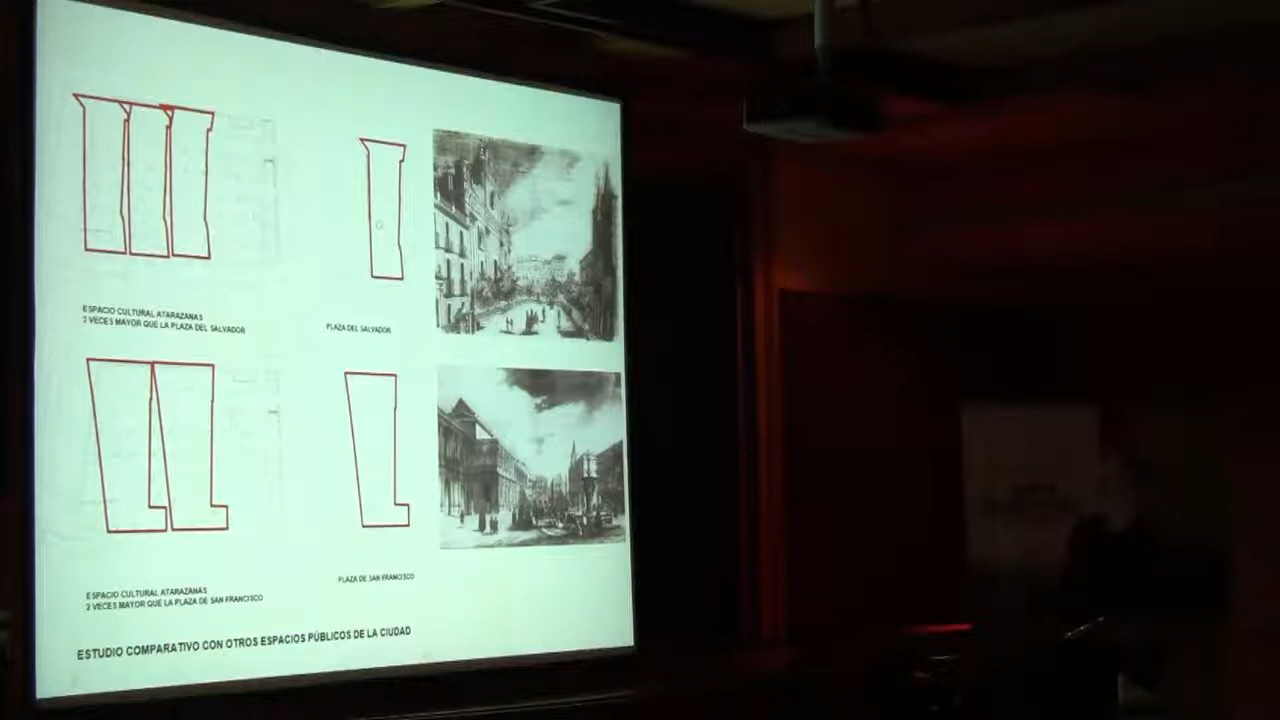 ESPACIO CULTURAL ATARAZANAS
3 VECES MAYOR QUE LA PLAZA DEL SALVADOR
PLAZA DEL SALVADOR
ESPACIO CULTURAL ATARAZANAS
2 VECES MAYOR QUE LA PLAZA DE SAN FRANCISCO
PLAZA DE SAN FRANCISCO
ESTUDIO COMPARATIVO CON OTROS ESPACIOS PÚBLICOS DE LA CIUDAD